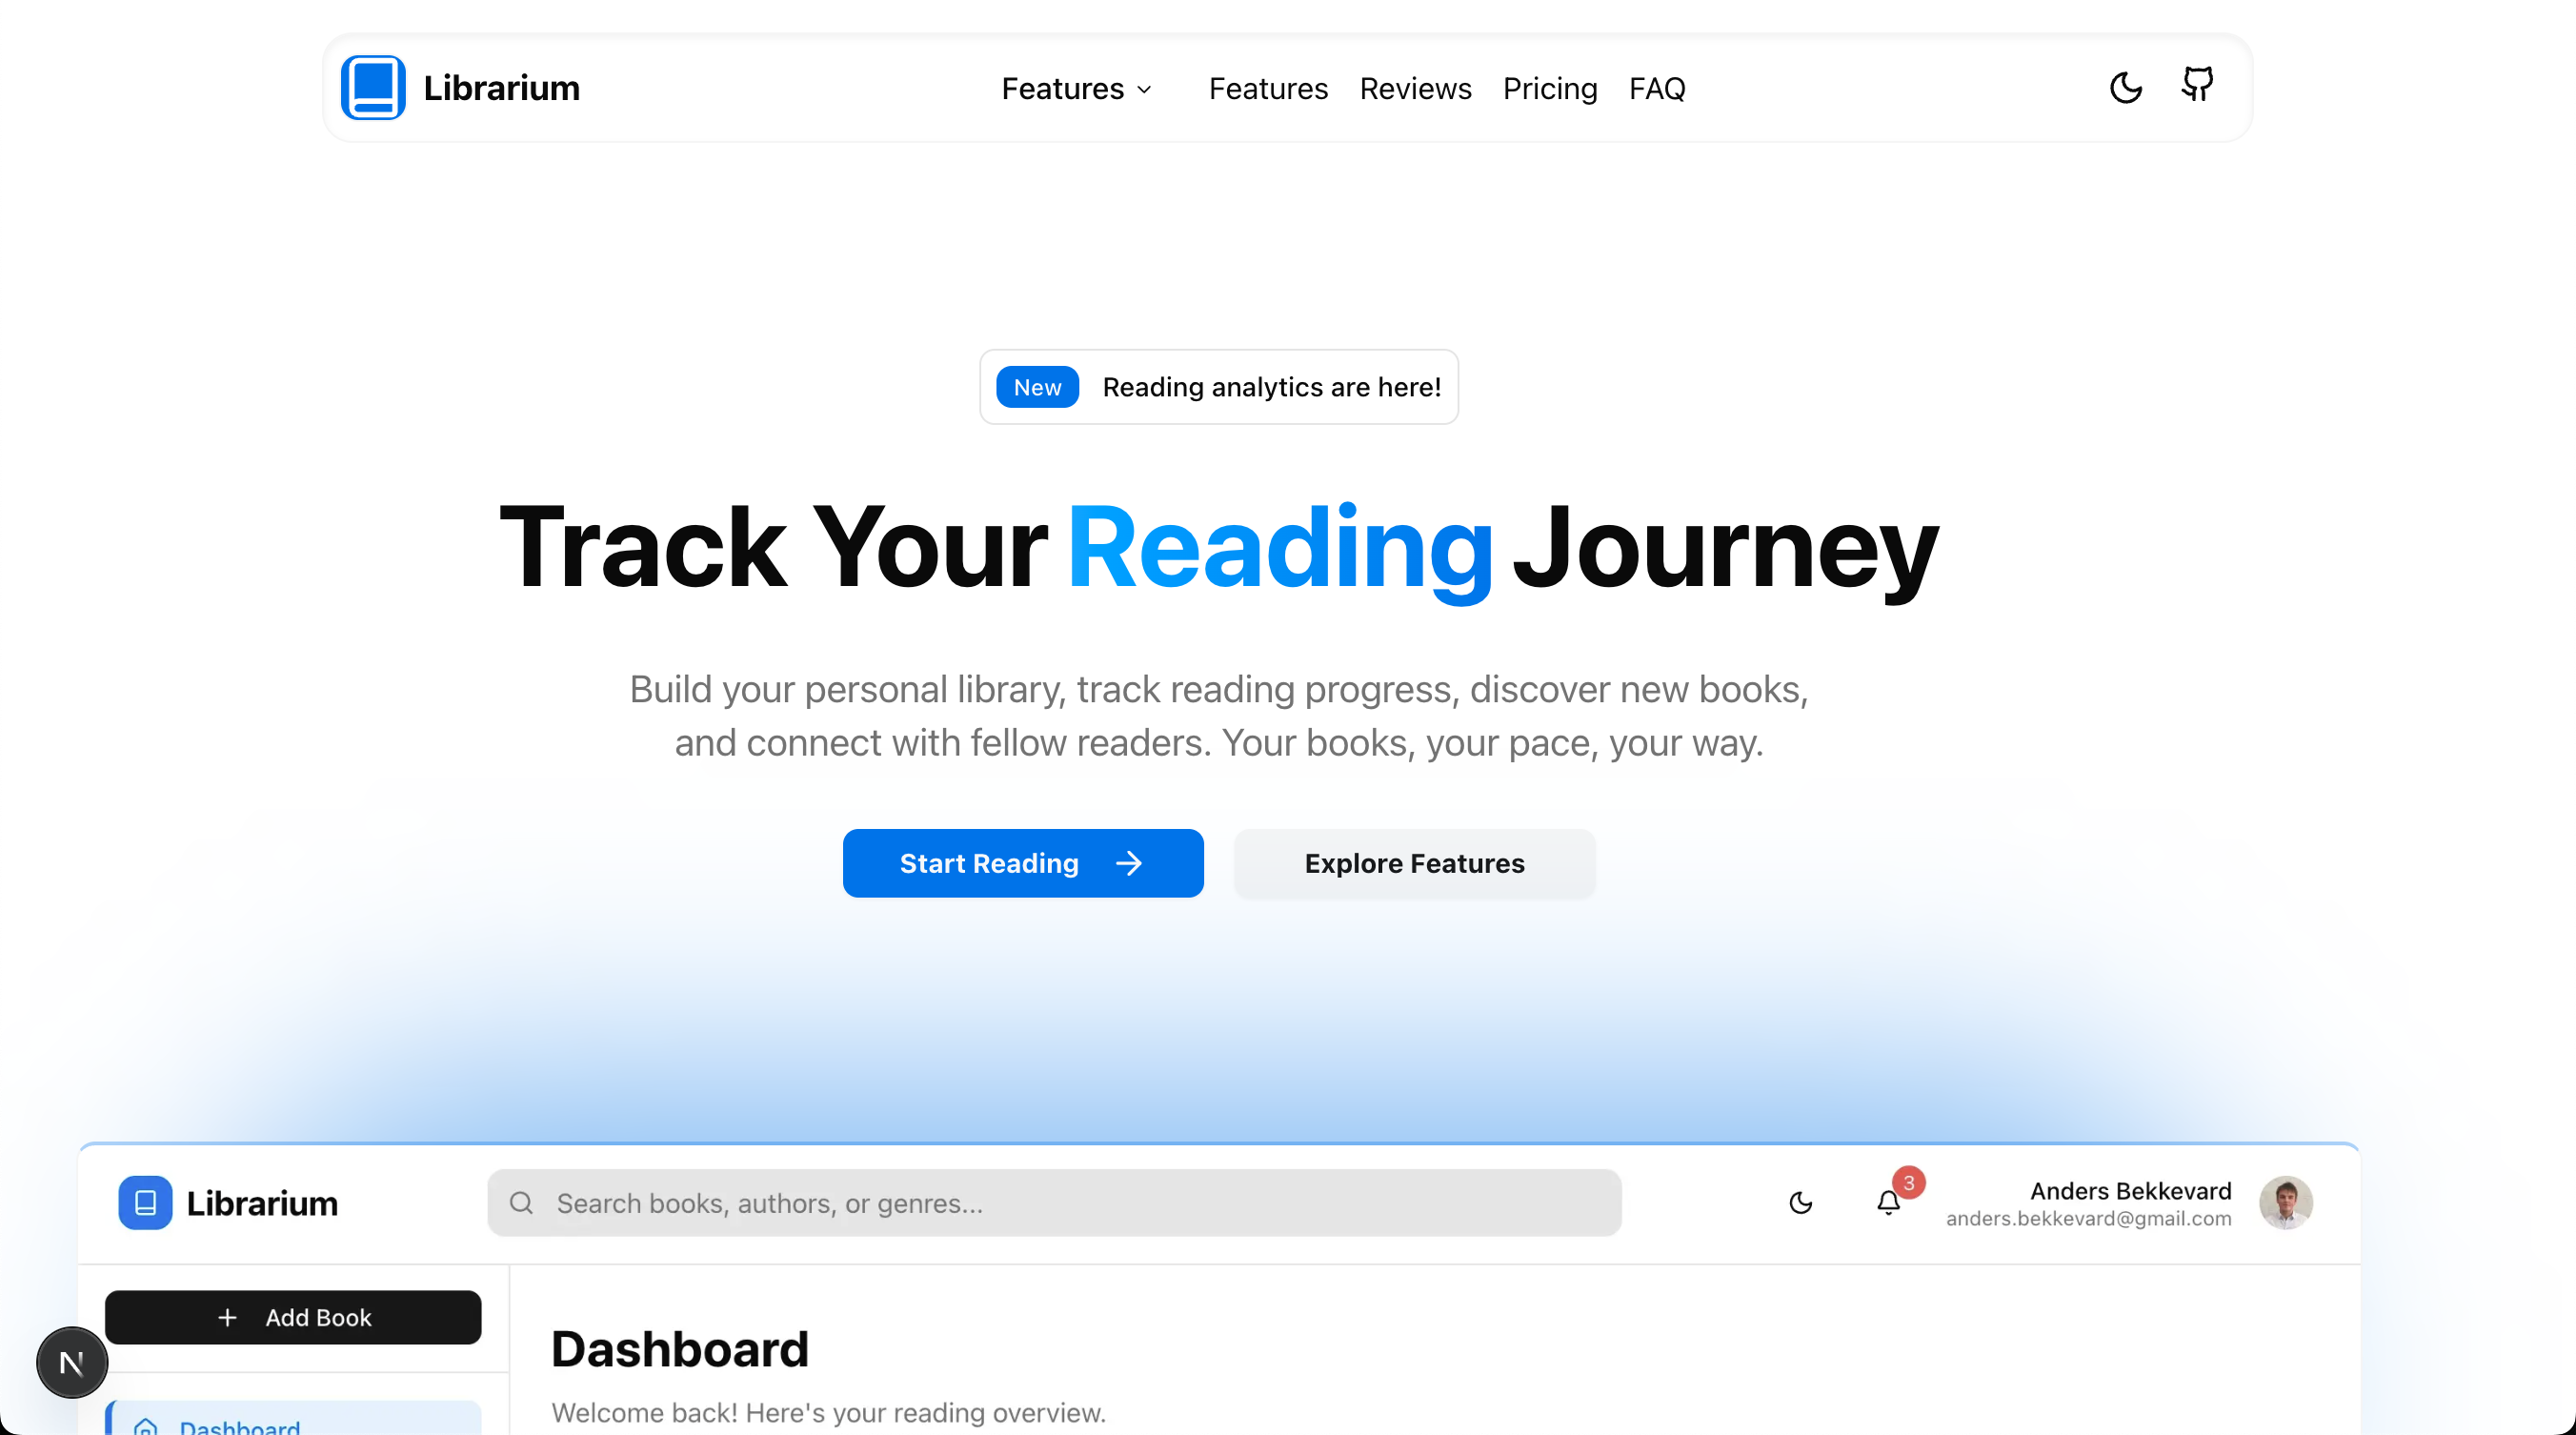 Librarium
Features Features Reviews Pricing FAQ
New Reading analytics are here!
Track Your Reading Journey
Build your personal library, track reading progress, discover new books,
and connect with fellow readers. Your books, your pace, your way.
Start Reading
Explore Features
Librarium
Search books, authors, or genres...
3
Anders Bekkevard
anders.bekkevard@gmail.com
Add Book
N
Dashboard
Dashboard
Welcome back! Here's your reading overview.